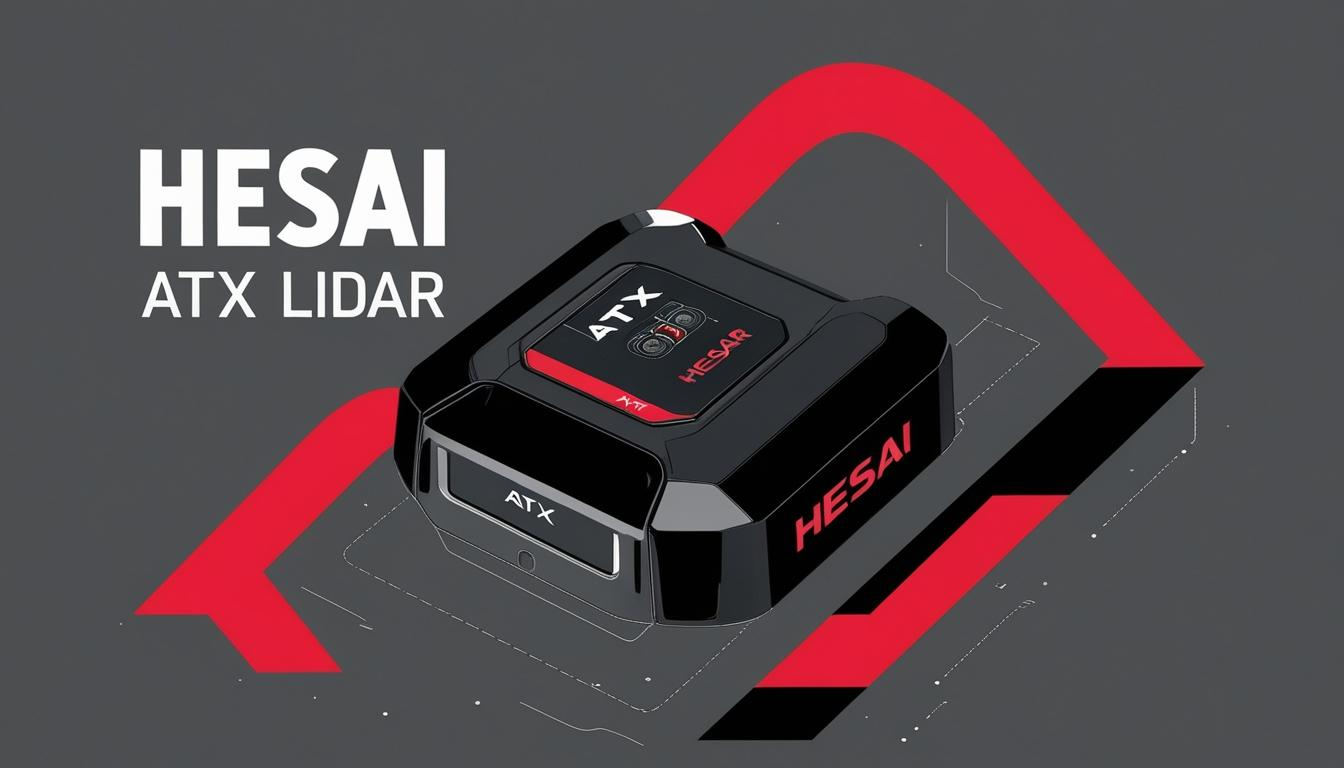 HESAI
ATX LIDAR
ATX
HESAR
ATX
HESAI